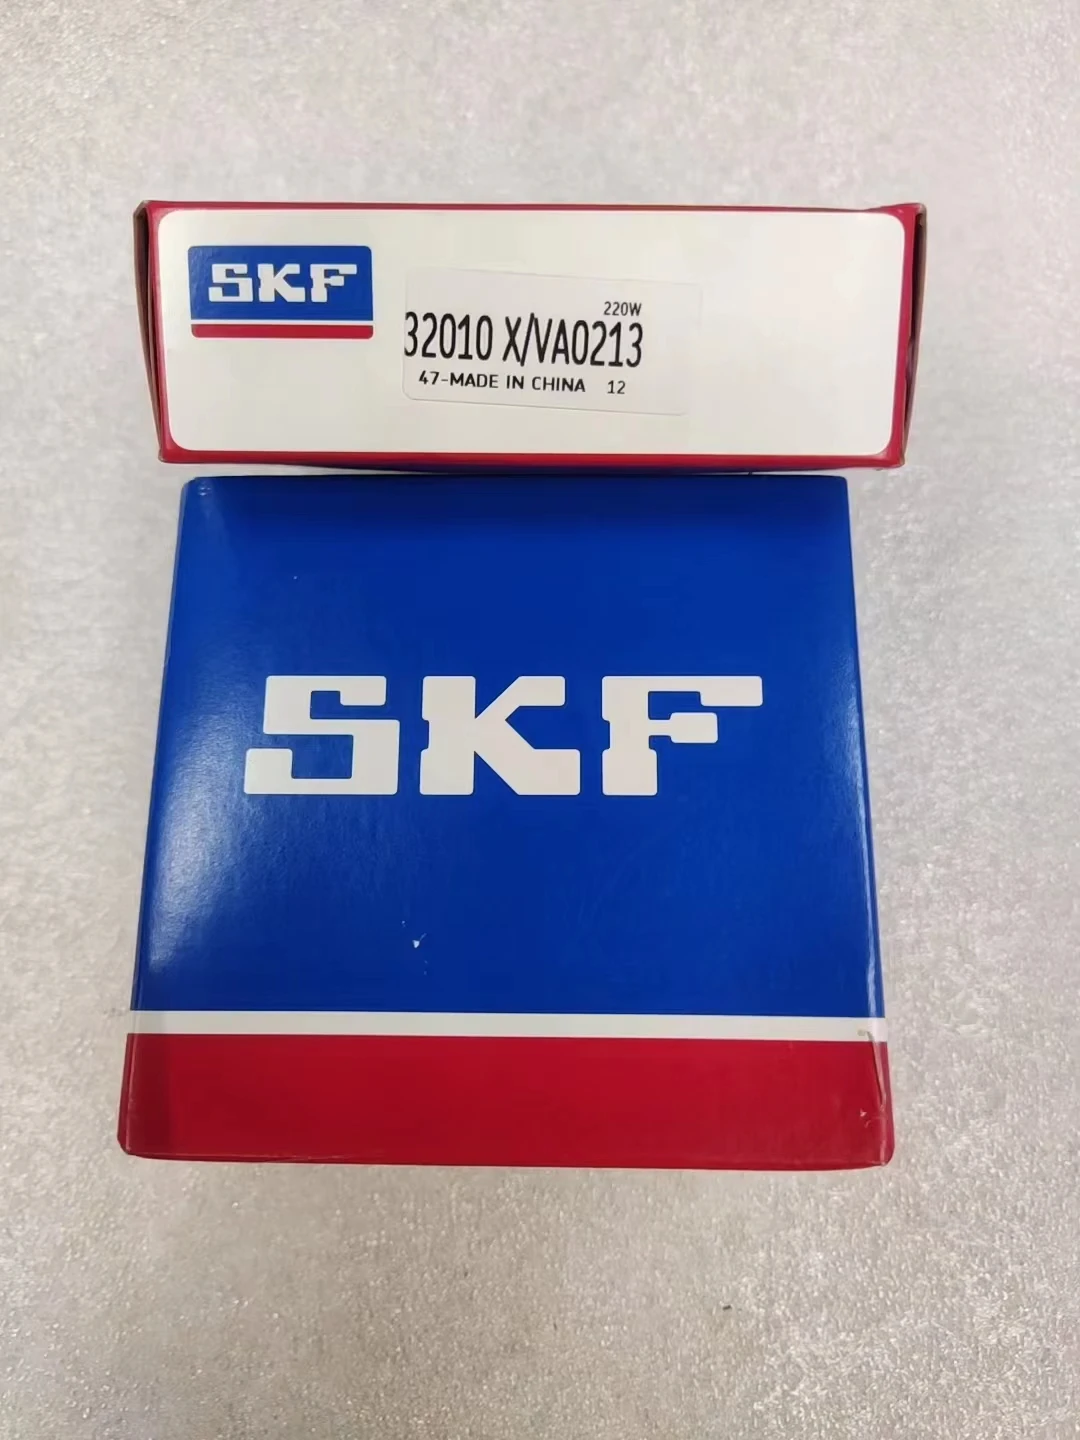 SKF
220W
32010 X/VA0213
47-MADE IN CHINA 12
SKF